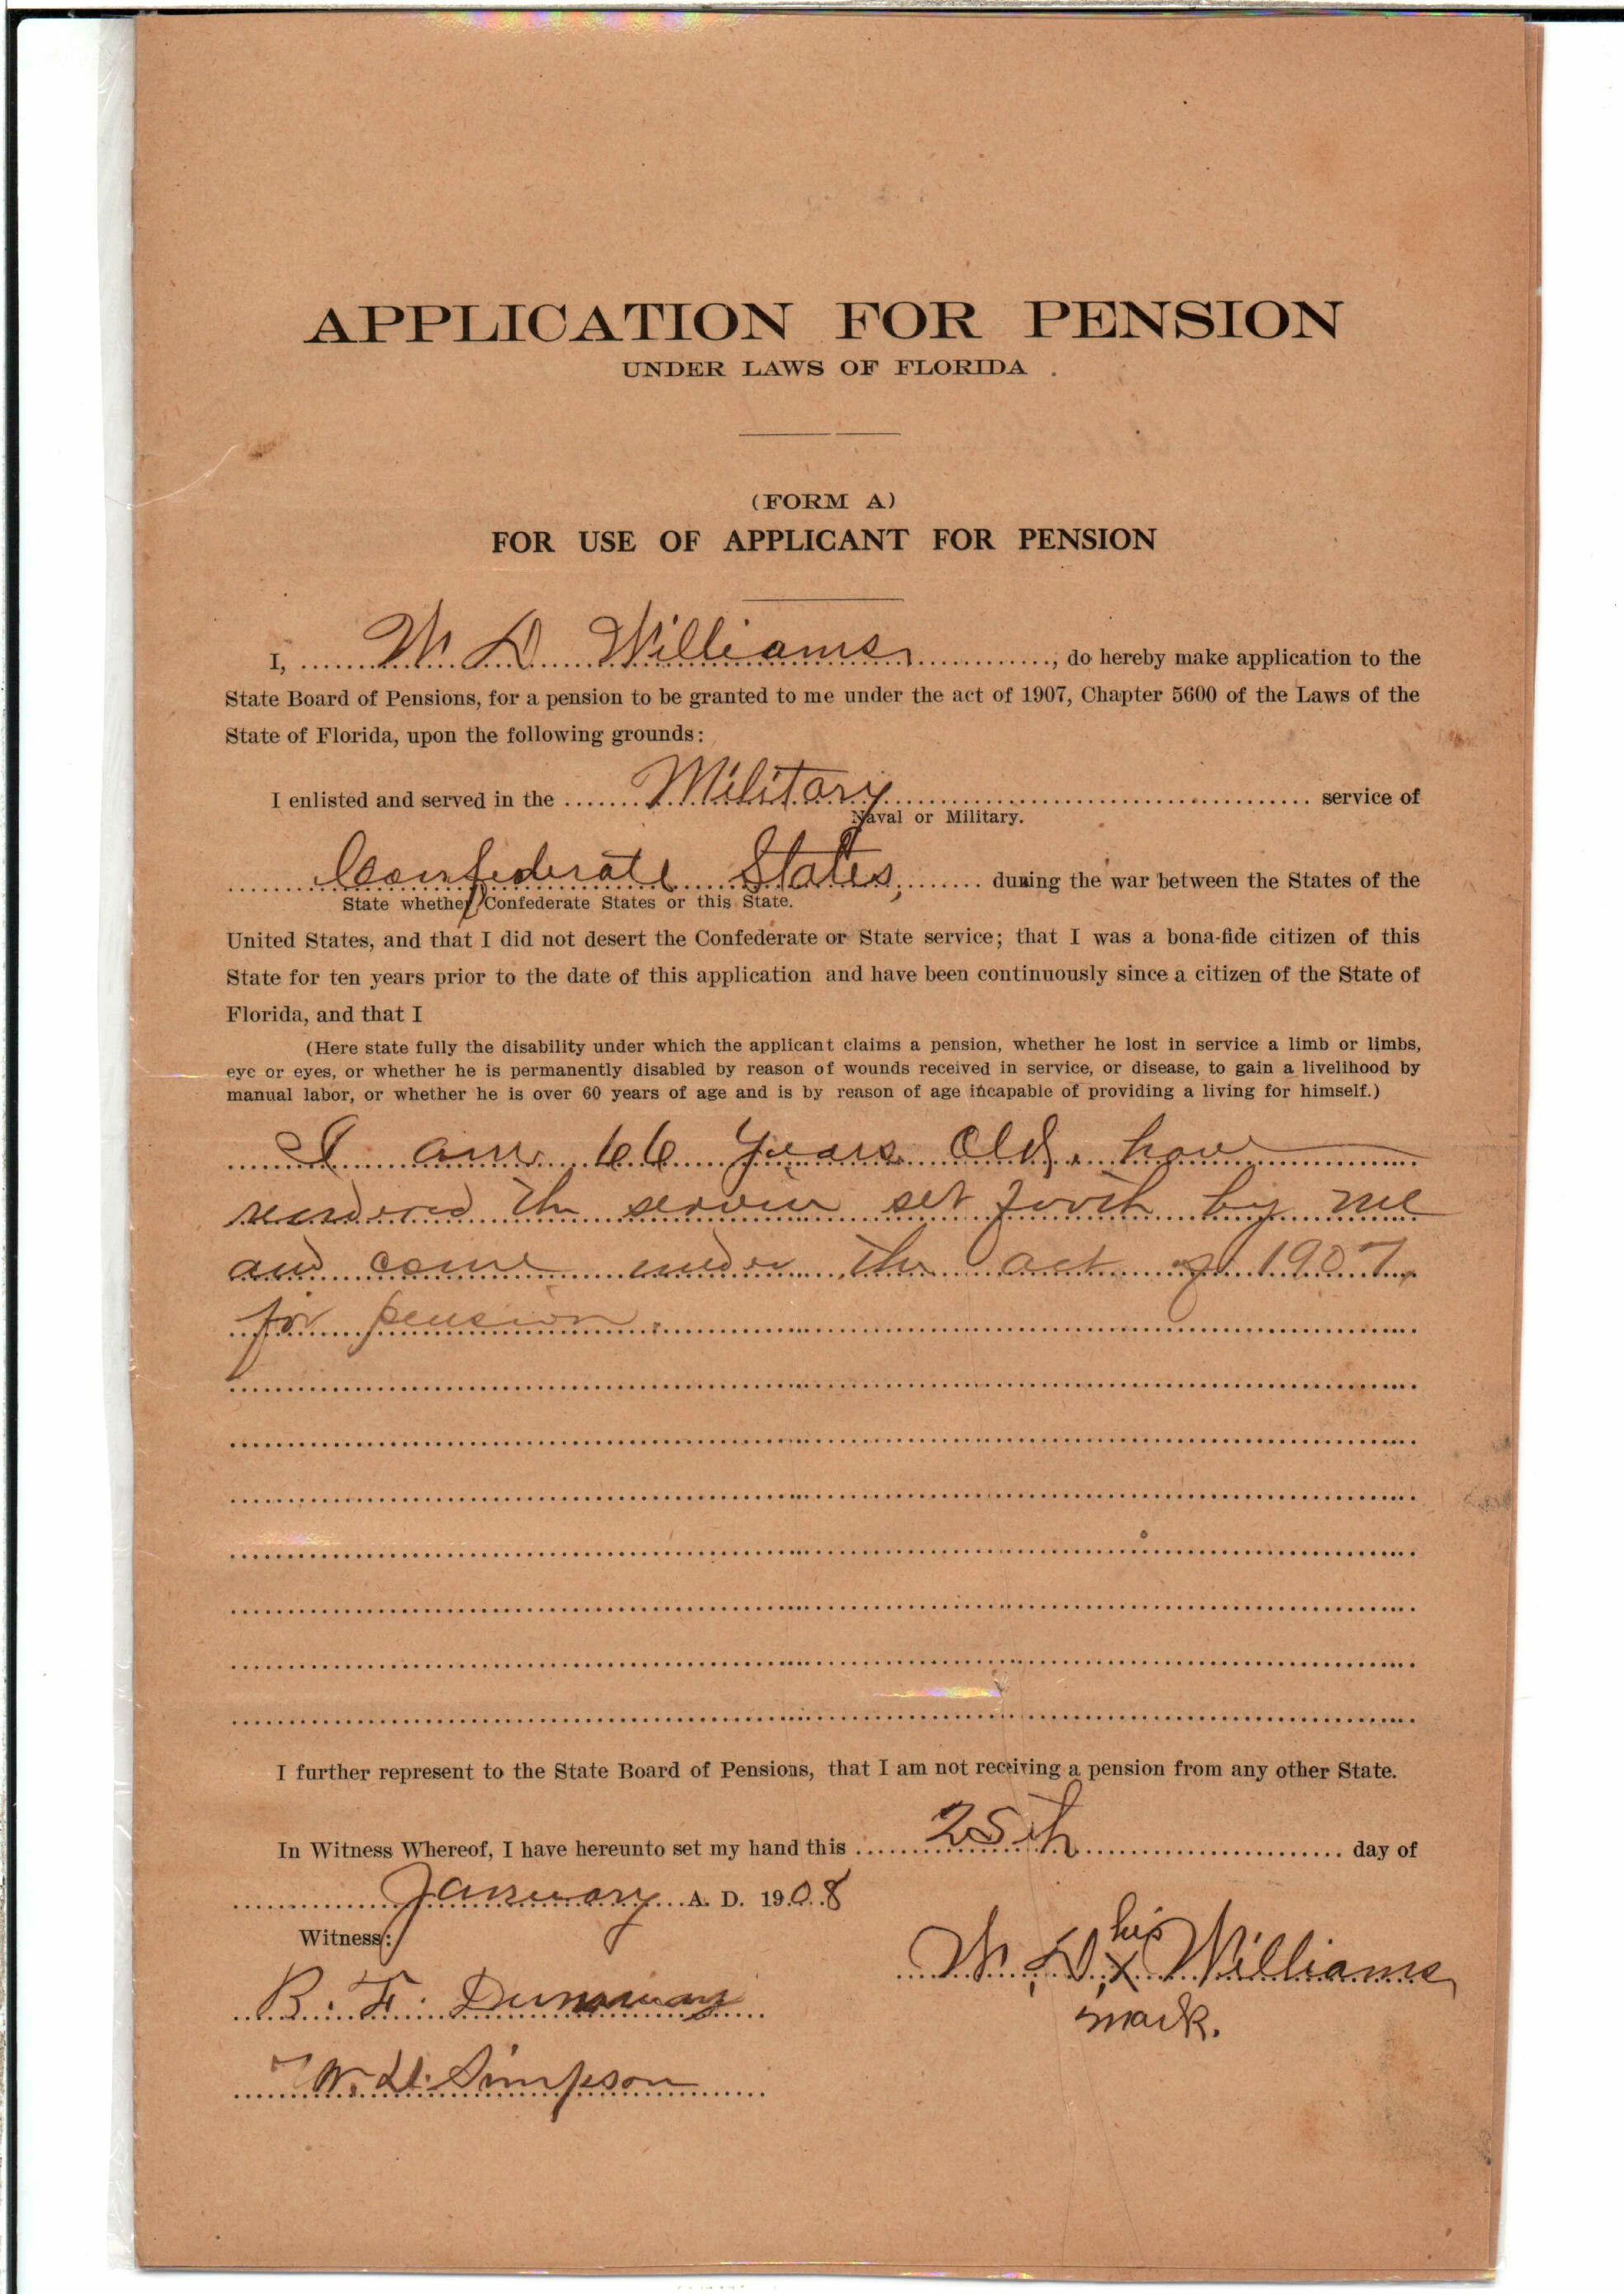 APPLICATION FOR PENSION
UNDER LAWS OF FLORIDA
(FORM A)
FOR USE OF APPLICANT FOR PENSION
I, W. D. Williams, do hereby make application to the
State Board of Pensions, for a pension to be granted to me under the act of 1907, Chapter 5600 of the Laws of the
State of Florida, upon the following grounds:
I enlisted and served in the Military service of
Naval or Military.
Confederate States, during the war between the States of the
State whether Confederate States or this State.
United States, and that I did not desert the Confederate or State service; that I was a bona-fide citizen of this
State for ten years prior to the date of this application and have been continuously since a citizen of the State of
Florida, and that I
(Here state fully the disability under which the applicant claims a pension, whether he lost in service a limb or limbs,
eye or eyes, or whether he is permanently disabled by reason of wounds received in service, or disease, to gain a livelihood by
manual labor, or whether he is over 60 years of age and is by reason of age incapable of providing a living for himself.)
I am 66 years old, have
rendered the service set forth by me
and come under the act of 1907,
for pension.
I further represent to the State Board of Pensions, that I am not receiving a pension from any other State.
In Witness Whereof, I have hereunto set my hand this 25th day of
January A. D. 1908
Witness:
his
W. D. x Williams
mark.
B. F. Dunaway
W. H. Simpson